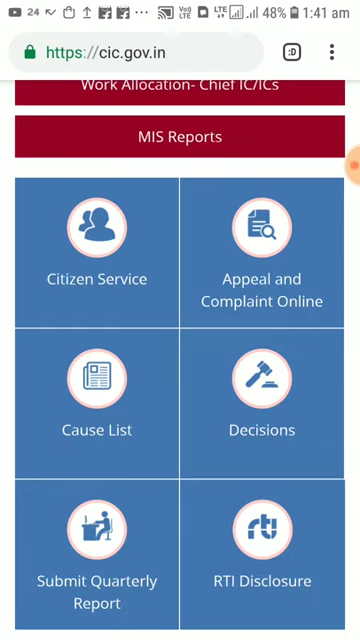 24 48% 1:41 am
https://cic.gov.in :D
Work Allocation- Chief IC/ICs
MIS Reports
Citizen Service
Appeal and
Complaint Online
Cause List
Decisions
Submit Quarterly
Report
RTI Disclosure